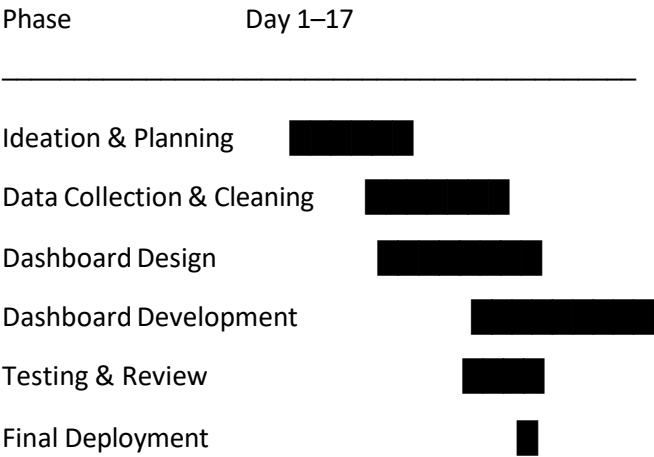 Phase Day 1–17
Ideation & Planning
Data Collection & Cleaning
Dashboard Design
Dashboard Development
Testing & Review
Final Deployment